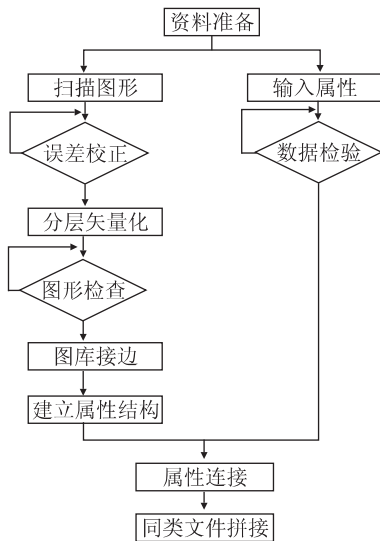 资料准备
扫描图形
输入属性
误差校正
数据检验
分层矢量化
图形检查
图库接边
建立属性结构
属性连接
同类文件拼接